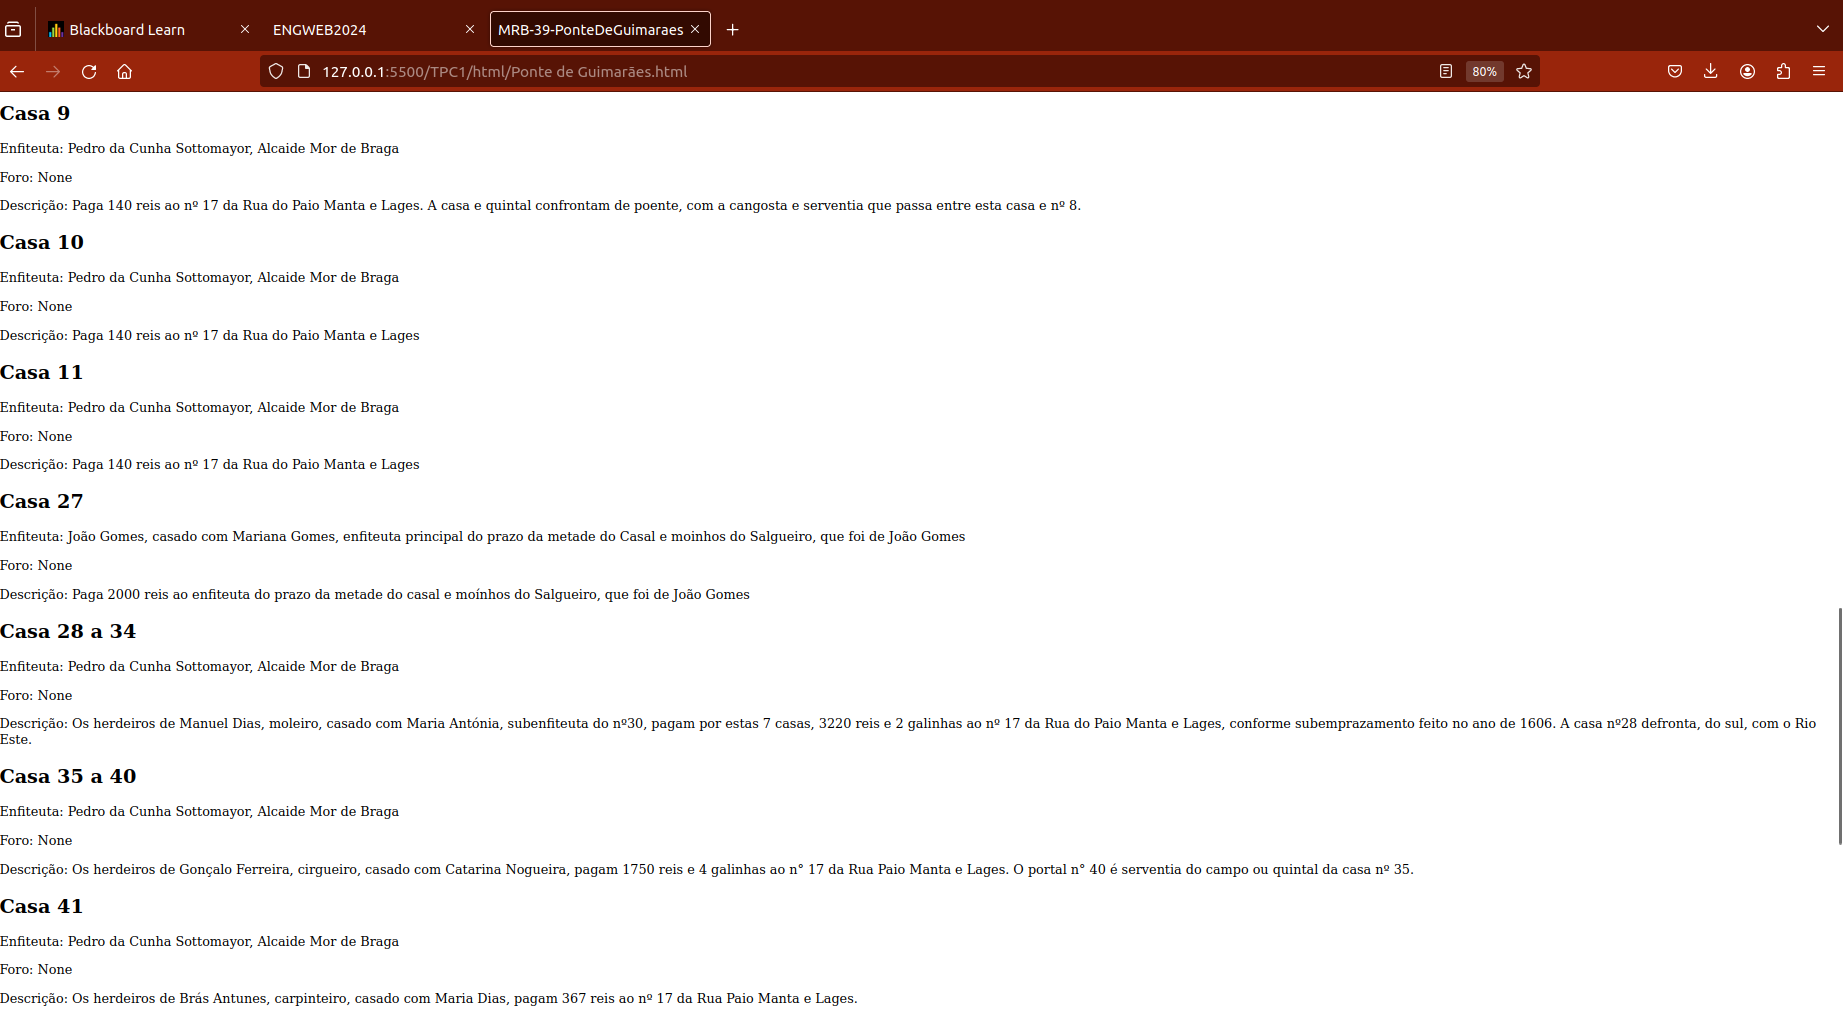 Blackboard Learn
ENGWEB2024
MRB-39-PonteDeGuimaraes
127.0.0.1:5500/TPC1/html/Ponte de Guimarães.html
80%
Casa 9
Enfiteuta: Pedro da Cunha Sottomayor, Alcaide Mor de Braga
Foro: None
Descrição: Paga 140 reis ao nº 17 da Rua do Paio Manta e Lages. A casa e quintal confrontam de poente, com a cangosta e serventia que passa entre esta casa e nº 8.
Casa 10
Enfiteuta: Pedro da Cunha Sottomayor, Alcaide Mor de Braga
Foro: None
Descrição: Paga 140 reis ao nº 17 da Rua do Paio Manta e Lages
Casa 11
Enfiteuta: Pedro da Cunha Sottomayor, Alcaide Mor de Braga
Foro: None
Descrição: Paga 140 reis ao nº 17 da Rua do Paio Manta e Lages
Casa 27
Enfiteuta: João Gomes, casado com Mariana Gomes, enfiteuta principal do prazo da metade do Casal e moinhos do Salgueiro, que foi de João Gomes
Foro: None
Descrição: Paga 2000 reis ao enfiteuta do prazo da metade do casal e moínhos do Salgueiro, que foi de João Gomes
Casa 28 a 34
Enfiteuta: Pedro da Cunha Sottomayor, Alcaide Mor de Braga
Foro: None
Descrição: Os herdeiros de Manuel Dias, moleiro, casado com Maria Antónia, subenfiteuta do nº30, pagam por estas 7 casas, 3220 reis e 2 galinhas ao nº 17 da Rua do Paio Manta e Lages, conforme subemprazamento feito no ano de 1606. A casa nº28 defronta, do sul, com o Rio
Este.
Casa 35 a 40
Enfiteuta: Pedro da Cunha Sottomayor, Alcaide Mor de Braga
Foro: None
Descrição: Os herdeiros de Gonçalo Ferreira, cirgueiro, casado com Catarina Nogueira, pagam 1750 reis e 4 galinhas ao n° 17 da Rua Paio Manta e Lages. O portal n° 40 é serventia do campo ou quintal da casa nº 35.
Casa 41
Enfiteuta: Pedro da Cunha Sottomayor, Alcaide Mor de Braga
Foro: None
Descrição: Os herdeiros de Brás Antunes, carpinteiro, casado com Maria Dias, pagam 367 reis ao nº 17 da Rua Paio Manta e Lages.